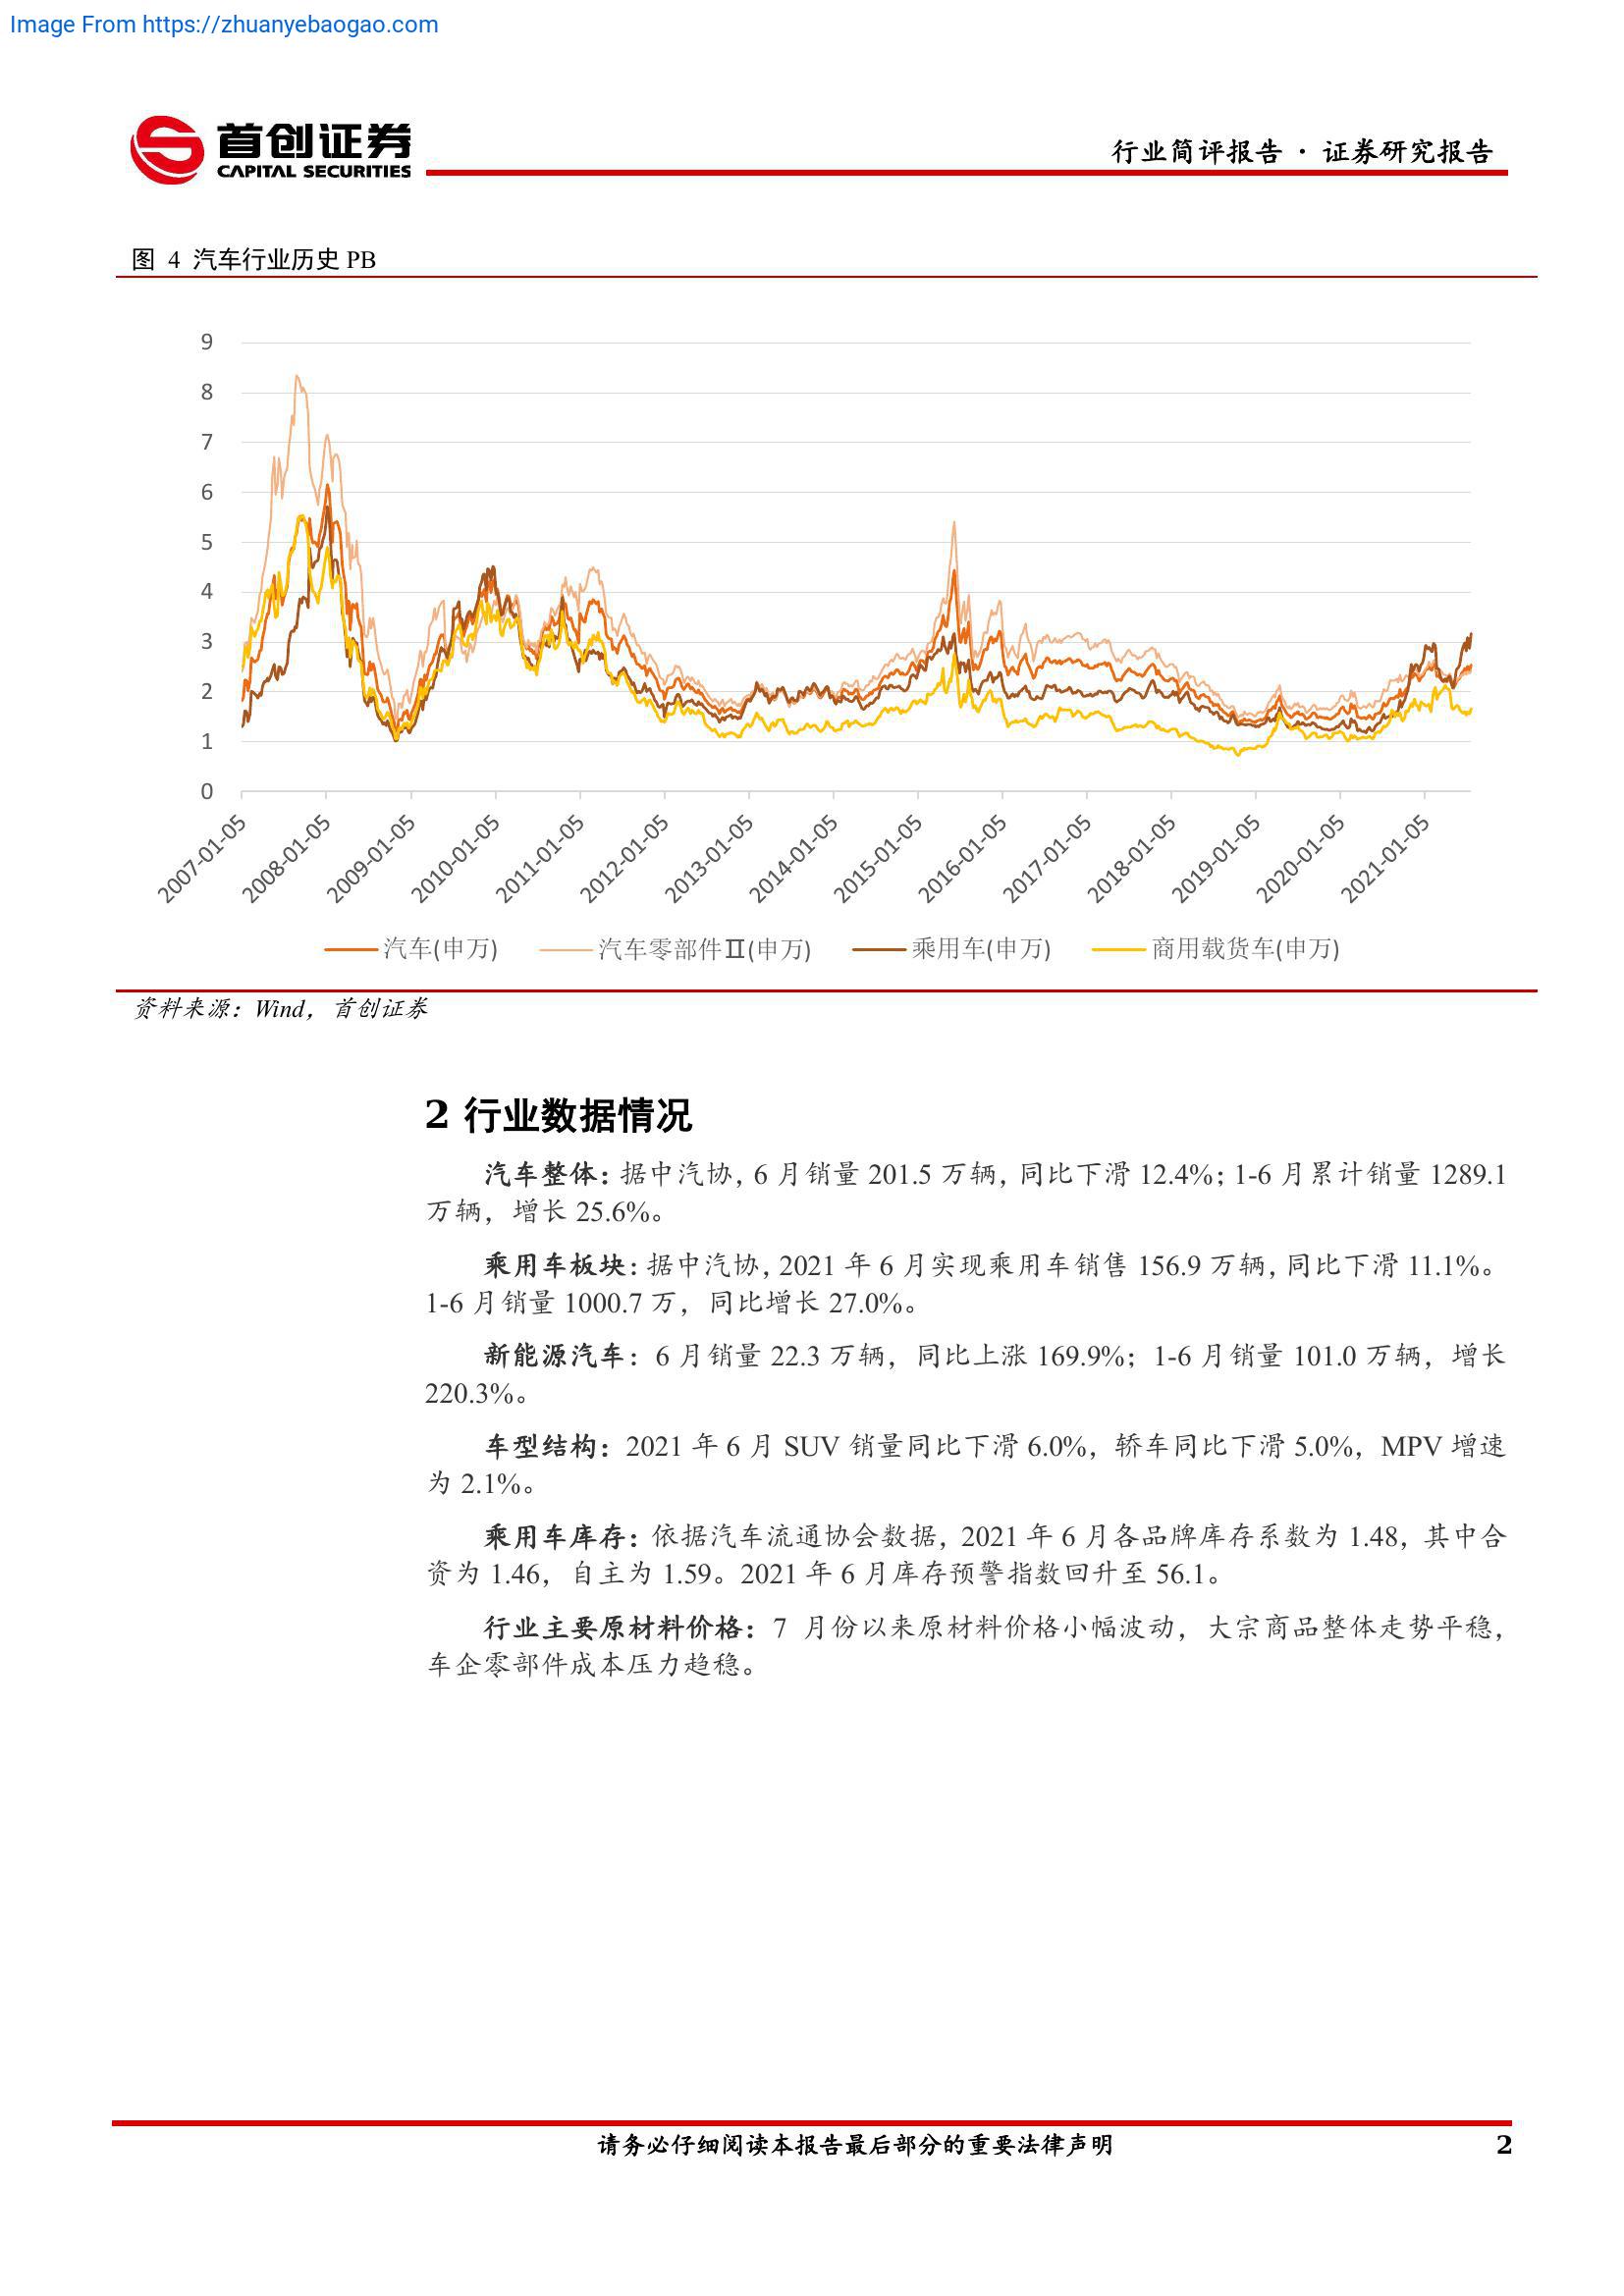 Image From https://zhuanyebaogao.com
首创证券
CAPITAL SECURITIES
行业简评报告 · 证券研究报告
图 4 汽车行业历史 PB
9
8
7
6
5
4
3
2
1
0
2007-01-05
2008-01-05
2009-01-05
2010-01-05
2011-01-05
2012-01-05
2013-01-05
2014-01-05
2015-01-05
2016-01-05
2017-01-05
2018-01-05
2019-01-05
2020-01-05
2021-01-05
汽车(申万) 汽车零部件Ⅱ(申万) 乘用车(申万) 商用载货车(申万)
资料来源：Wind，首创证券
2 行业数据情况
汽车整体：据中汽协，6 月销量 201.5 万辆，同比下滑 12.4%；1-6 月累计销量 1289.1
万辆，增长 25.6%。
乘用车板块：据中汽协，2021 年 6 月实现乘用车销售 156.9 万辆，同比下滑 11.1%。
1-6 月销量 1000.7 万，同比增长 27.0%。
新能源汽车：6 月销量 22.3 万辆，同比上涨 169.9%；1-6 月销量 101.0 万辆，增长
220.3%。
车型结构：2021 年 6 月 SUV 销量同比下滑 6.0%，轿车同比下滑 5.0%，MPV 增速
为 2.1%。
乘用车库存：依据汽车流通协会数据，2021 年 6 月各品牌库存系数为 1.48，其中合
资为 1.46，自主为 1.59。2021 年 6 月库存预警指数回升至 56.1。
行业主要原材料价格：7 月份以来原材料价格小幅波动，大宗商品整体走势平稳，
车企零部件成本压力趋稳。
请务必仔细阅读本报告最后部分的重要法律声明
2